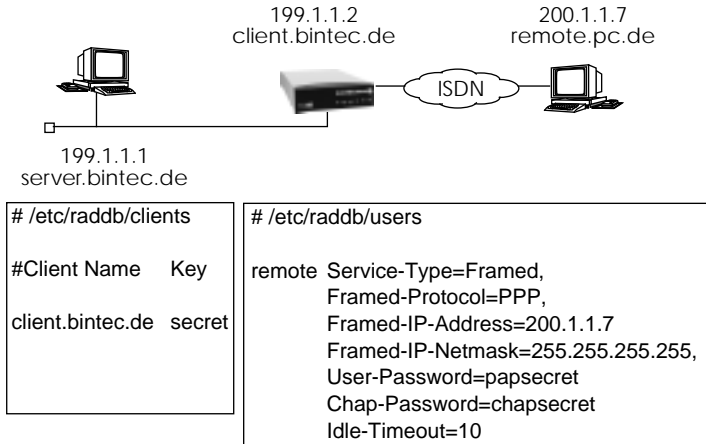 199.1.1.2
client.bintec.de
200.1.1.7
remote.pc.de
ISDN
199.1.1.1
server.bintec.de
# /etc/raddb/clients
#Client Name Key
client.bintec.de secret
# /etc/raddb/users
remote Service-Type=Framed,
Framed-Protocol=PPP,
Framed-IP-Address=200.1.1.7
Framed-IP-Netmask=255.255.255.255,
User-Password=papsecret
Chap-Password=chapsecret
Idle-Timeout=10